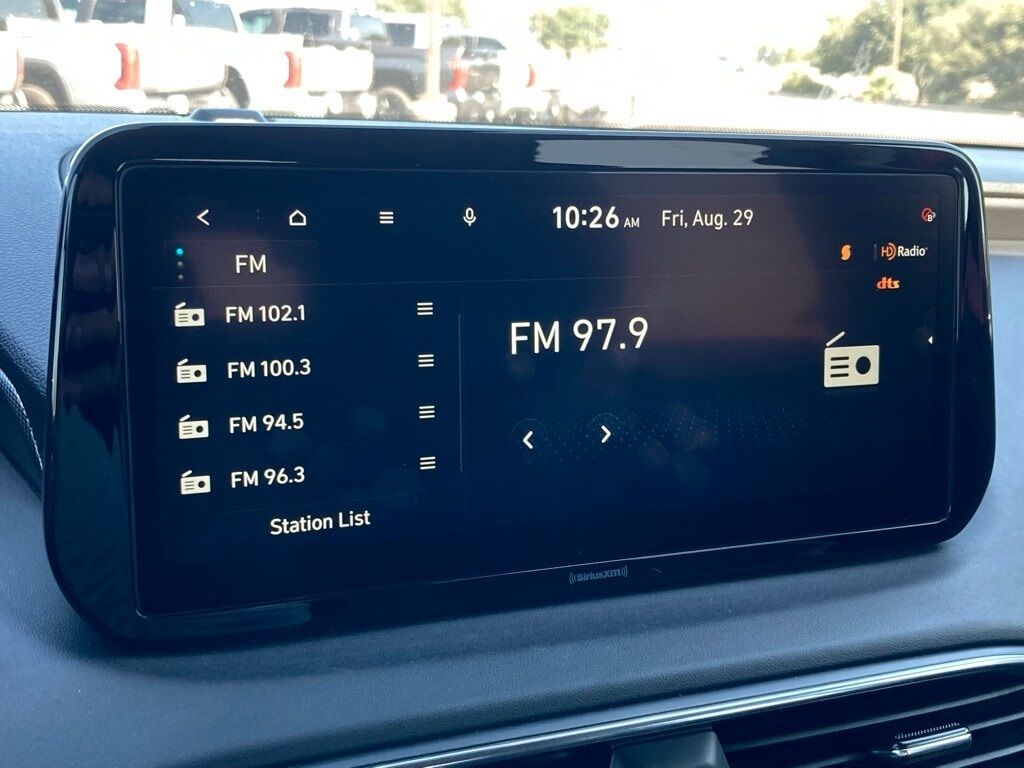 10:26 AM Fri, Aug. 29
FM
HD Radio
dts
FM 102.1
FM 100.3
FM 94.5
FM 96.3
Station List
FM 97.9
SiriusXM